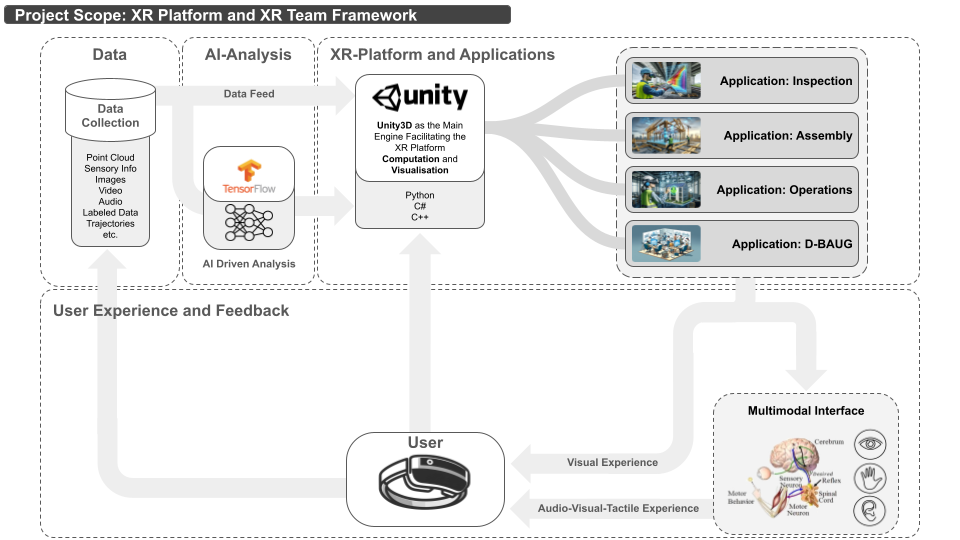 Project Scope: XR Platform and XR Team Framework
Data
AI-Analysis
XR-Platform and Applications
Data
Collection
Point Cloud
Sensory Info
Images
Video
Audio
Labeled Data
Trajectories
etc.
Data Feed
TensorFlow
AI Driven Analysis
unity
Unity3D as the Main
Engine Facilitating the
XR Platform
Computation and
Visualisation
Python
C#
C++
Application: Inspection
Application: Assembly
Application: Operations
Application: D-BAUG
User Experience and Feedback
User
Visual Experience
Audio-Visual-Tactile Experience
Multimodal Interface
Cerebrum
Desired
Reflex
Sensory
Neuron
Spinal
Cord
Motor
Behavior
Motor
Neuron